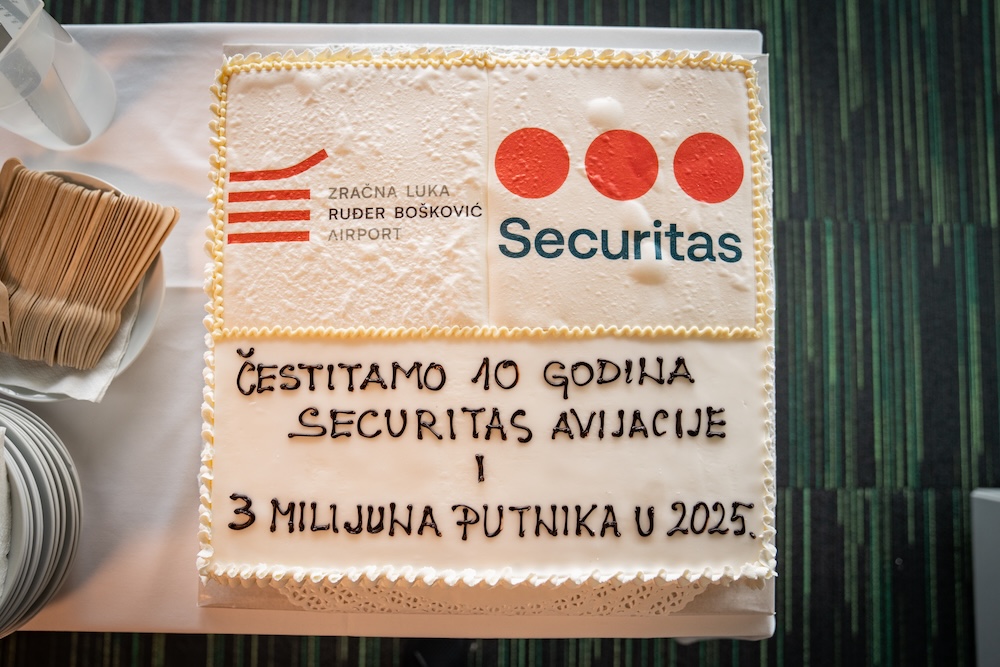 ZRAČNA LUKA
RUĐER BOŠKOVIĆ
AIRPORT
Securitas
ČESTITAMO 10 GODINA
SECURITAS AVIJACIJE
I
3 MILIJUNA PUTNIKA U 2025.